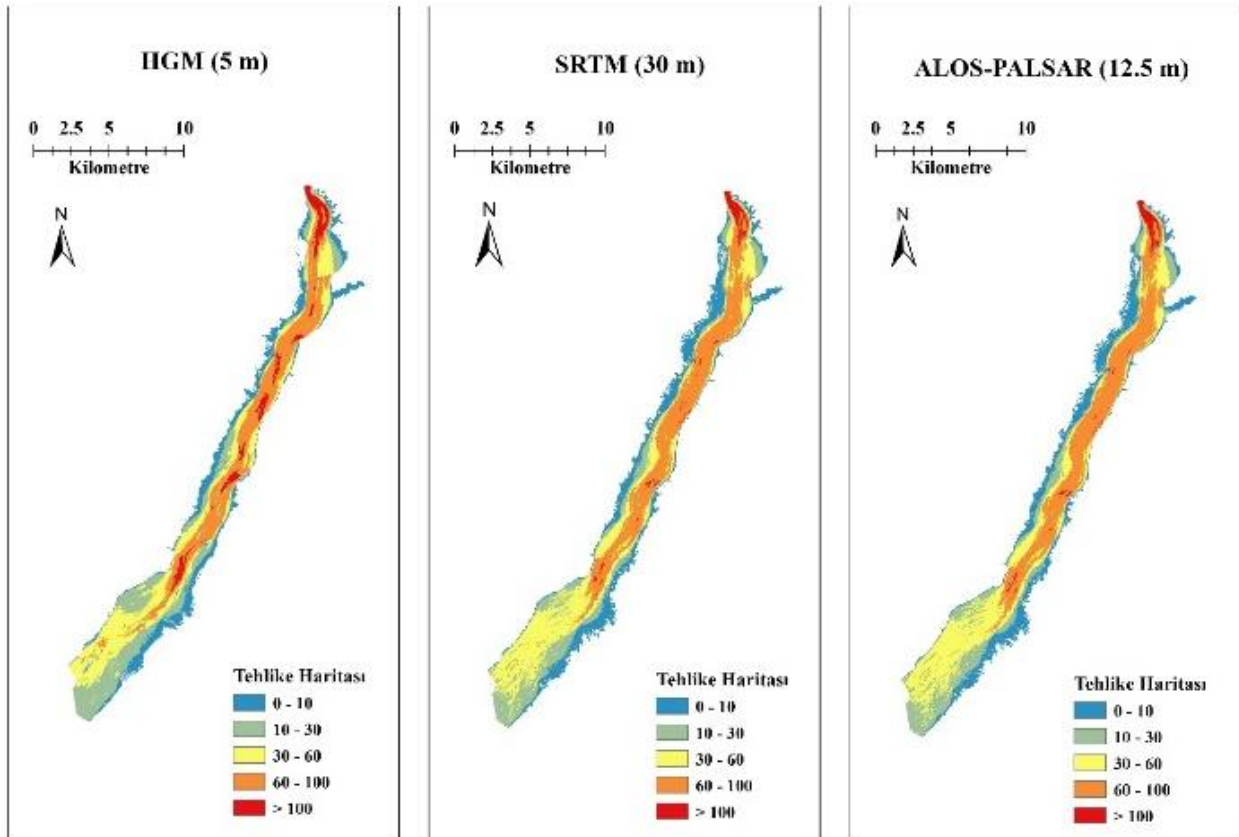 HGM (5 m)
0 2.5 5 10
Kilometre
N
Tehlike Haritası
0 - 10
10 - 30
30 - 60
60 - 100
> 100
SRTM (30 m)
0 2.5 5 10
Kilometre
N
Tehlike Haritası
0 - 10
10 - 30
30 - 60
60 - 100
> 100
ALOS-PALSAR (12.5 m)
0 2.5 5 10
Kilometre
N
Tehlike Haritası
0 - 10
10 - 30
30 - 60
60 - 100
> 100